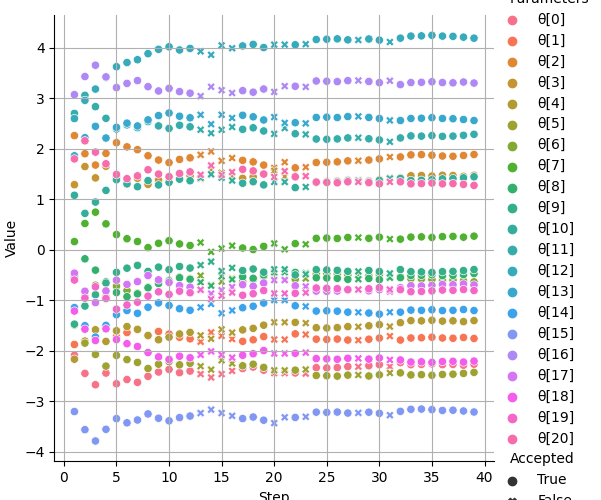 Parameters
θ[0]
θ[1]
θ[2]
θ[3]
θ[4]
θ[5]
θ[6]
θ[7]
θ[8]
θ[9]
θ[10]
θ[11]
θ[12]
θ[13]
θ[14]
θ[15]
θ[16]
θ[17]
θ[18]
θ[19]
θ[20]
Accepted
True
False
Value
4
3
2
1
0
−1
−2
−3
−4
0 5 10 15 20 25 30 35 40
Step